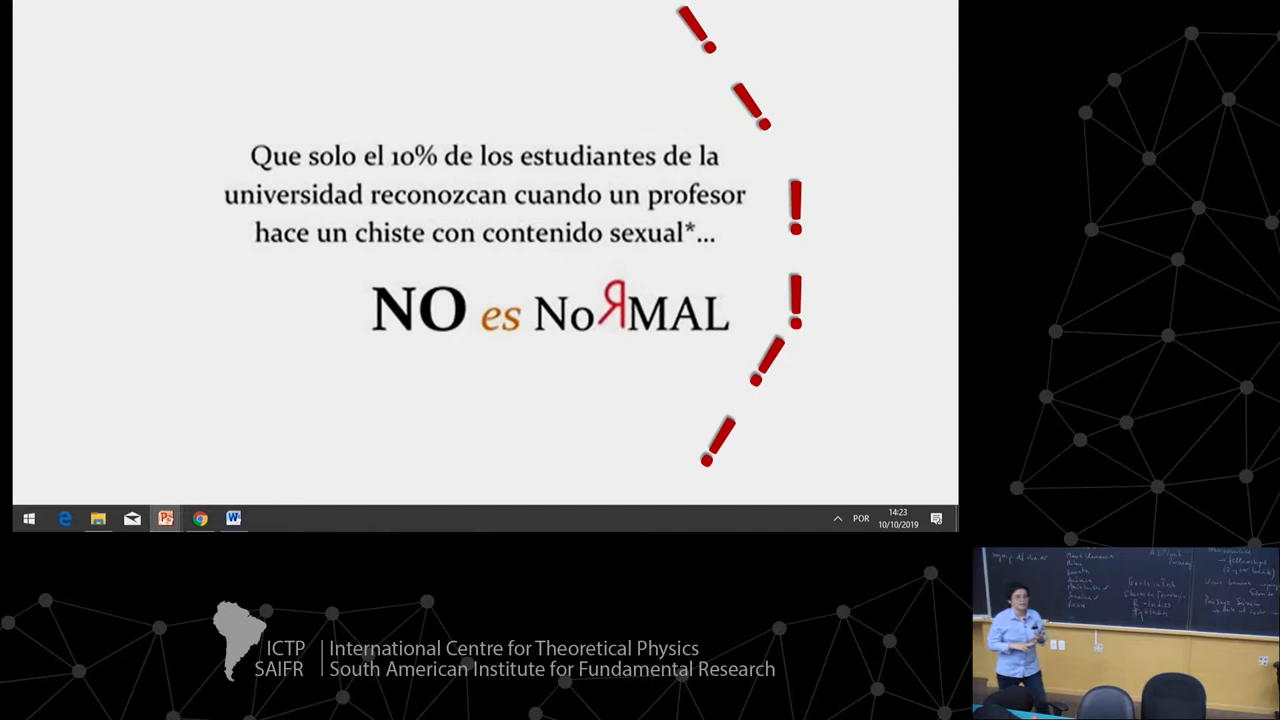 Que solo el 10% de los estudiantes de la
universidad reconozcan cuando un profesor
hace un chiste con contenido sexual*...
NO es NoЯMAL
! ! ! ! ! !
POR
14:23
10/10/2019
ICTP
SAIFR
International Centre for Theoretical Physics
South American Institute for Fundamental Research